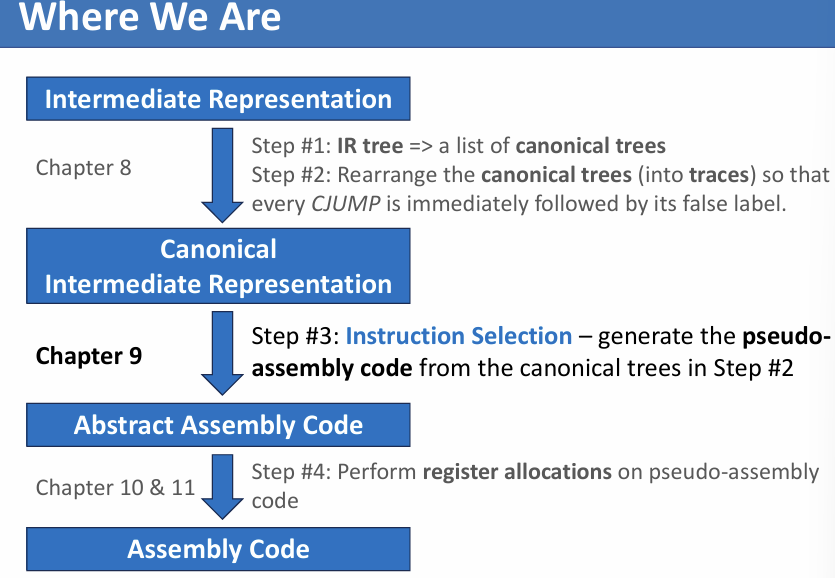 Where We Are
Intermediate Representation
Chapter 8
Step #1: IR tree => a list of canonical trees
Step #2: Rearrange the canonical trees (into traces) so that
every CJUMP is immediately followed by its false label.
Canonical
Intermediate Representation
Chapter 9
Step #3: Instruction Selection – generate the pseudo-
assembly code from the canonical trees in Step #2
Abstract Assembly Code
Chapter 10 & 11
Step #4: Perform register allocations on pseudo-assembly
code
Assembly Code